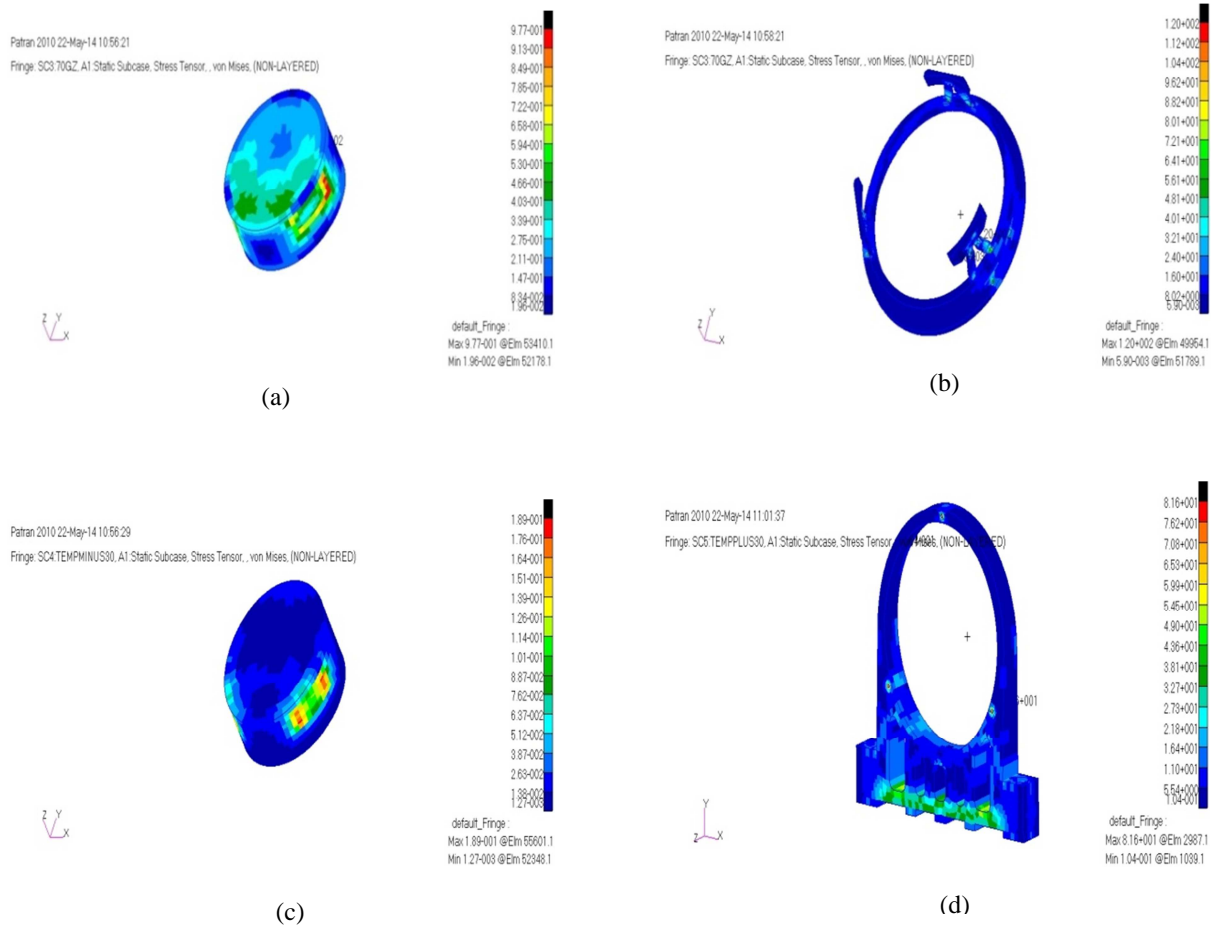 Patran 2010 22-May-14 10:56:21
Fringe: SC3:70GZ, A1:Static Subcase, Stress Tensor, , von Mises, (NON-LAYERED)
9.77-001
9.13-001
8.49-001
7.85-001
7.22-001
6.58-001
5.94-001
5.30-001
4.66-001
4.03-001
3.39-001
2.75-001
2.11-001
1.47-001
8.34-002
1.96-002
02
Z Y X
default_Fringe :
Max 9.77-001 @Elm 53410.1
Min 1.96-002 @Elm 52178.1
(a)
Patran 2010 22-May-14 10:58:21
Fringe: SC3:70GZ, A1:Static Subcase, Stress Tensor, , von Mises, (NON-LAYERED)
1.20+002
1.12+002
1.04+002
9.62+001
8.82+001
8.01+001
7.21+001
6.41+001
5.61+001
4.81+001
4.01+001
3.21+001
2.40+001
1.60+001
8.02+000
5.90-003
Z Y X
default_Fringe :
Max 1.20+002 @Elm 49954.1
Min 5.90-003 @Elm 51789.1
(b)
Patran 2010 22-May-14 10:56:29
Fringe: SC4:TEMPMINUS30, A1:Static Subcase, Stress Tensor, , von Mises, (NON-LAYERED)
1.89-001
1.76-001
1.64-001
1.51-001
1.39-001
1.26-001
1.14-001
1.01-001
8.87-002
7.62-002
6.37-002
5.12-002
3.87-002
2.63-002
1.38-002
1.27-003
Z Y X
default_Fringe :
Max 1.89-001 @Elm 55601.1
Min 1.27-003 @Elm 52348.1
(c)
Patran 2010 22-May-14 11:01:37
Fringe: SC5:TEMPPLUS30, A1:Static Subcase, Stress Tensor, Mises, (NON-LAYERED)
8.16+001
7.62+001
7.08+001
6.53+001
5.99+001
5.45+001
4.90+001
4.36+001
3.81+001
3.27+001
2.73+001
2.18+001
1.64+001
1.10+001
5.54+000
1.04-001
+001
Y Z X
default_Fringe :
Max 8.16+001 @Elm 2987.1
Min 1.04-001 @Elm 1039.1
(d)